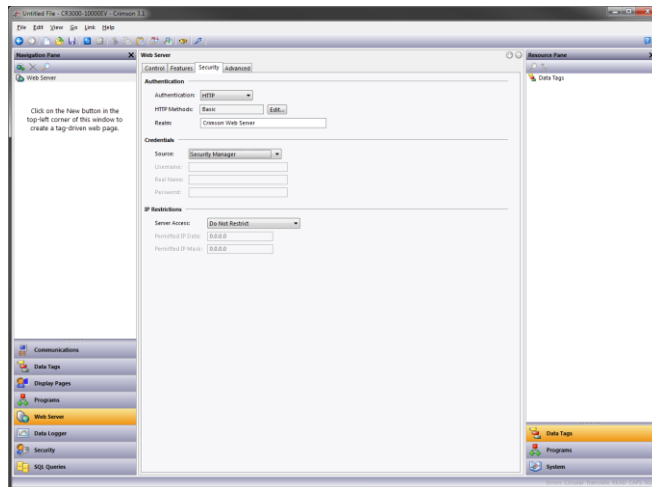 Untitled File - CR3000-10000EV - Crimson 3.1
File Edit View Go Link Help
Navigation Pane
Web Server
Click on the New button in the
top-left corner of this window to
create a tag-driven web page.
Communications
Data Tags
Display Pages
Programs
Web Server
Data Logger
Security
SQL Queries
Web Server
Control Features Security Advanced
Authentication
Authentication: HTTP
HTTP Methods: Basic Edit...
Realm: Crimson Web Server
Credentials
Source: Security Manager
Username:
Real Name:
Password:
IP Restrictions
Server Access: Do Not Restrict
Permitted IP Data: 0.0.0.0
Permitted IP Mask: 0.0.0.0
Resource Pane
Data Tags
Data Tags
Programs
System
Errors Circular Translate READ CAPS